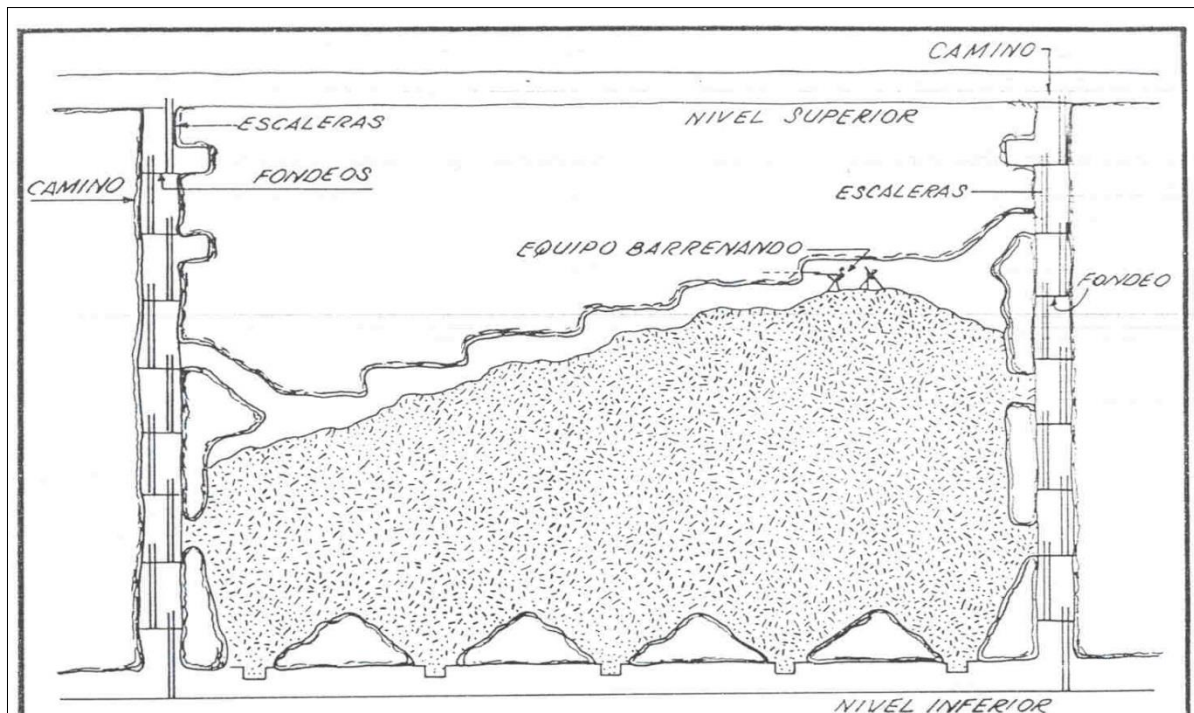 CAMINO
NIVEL SUPERIOR
ESCALERAS
FONDEOS
CAMINO
ESCALERAS
EQUIPO BARRENANDO
FONDEO
NIVEL INFERIOR